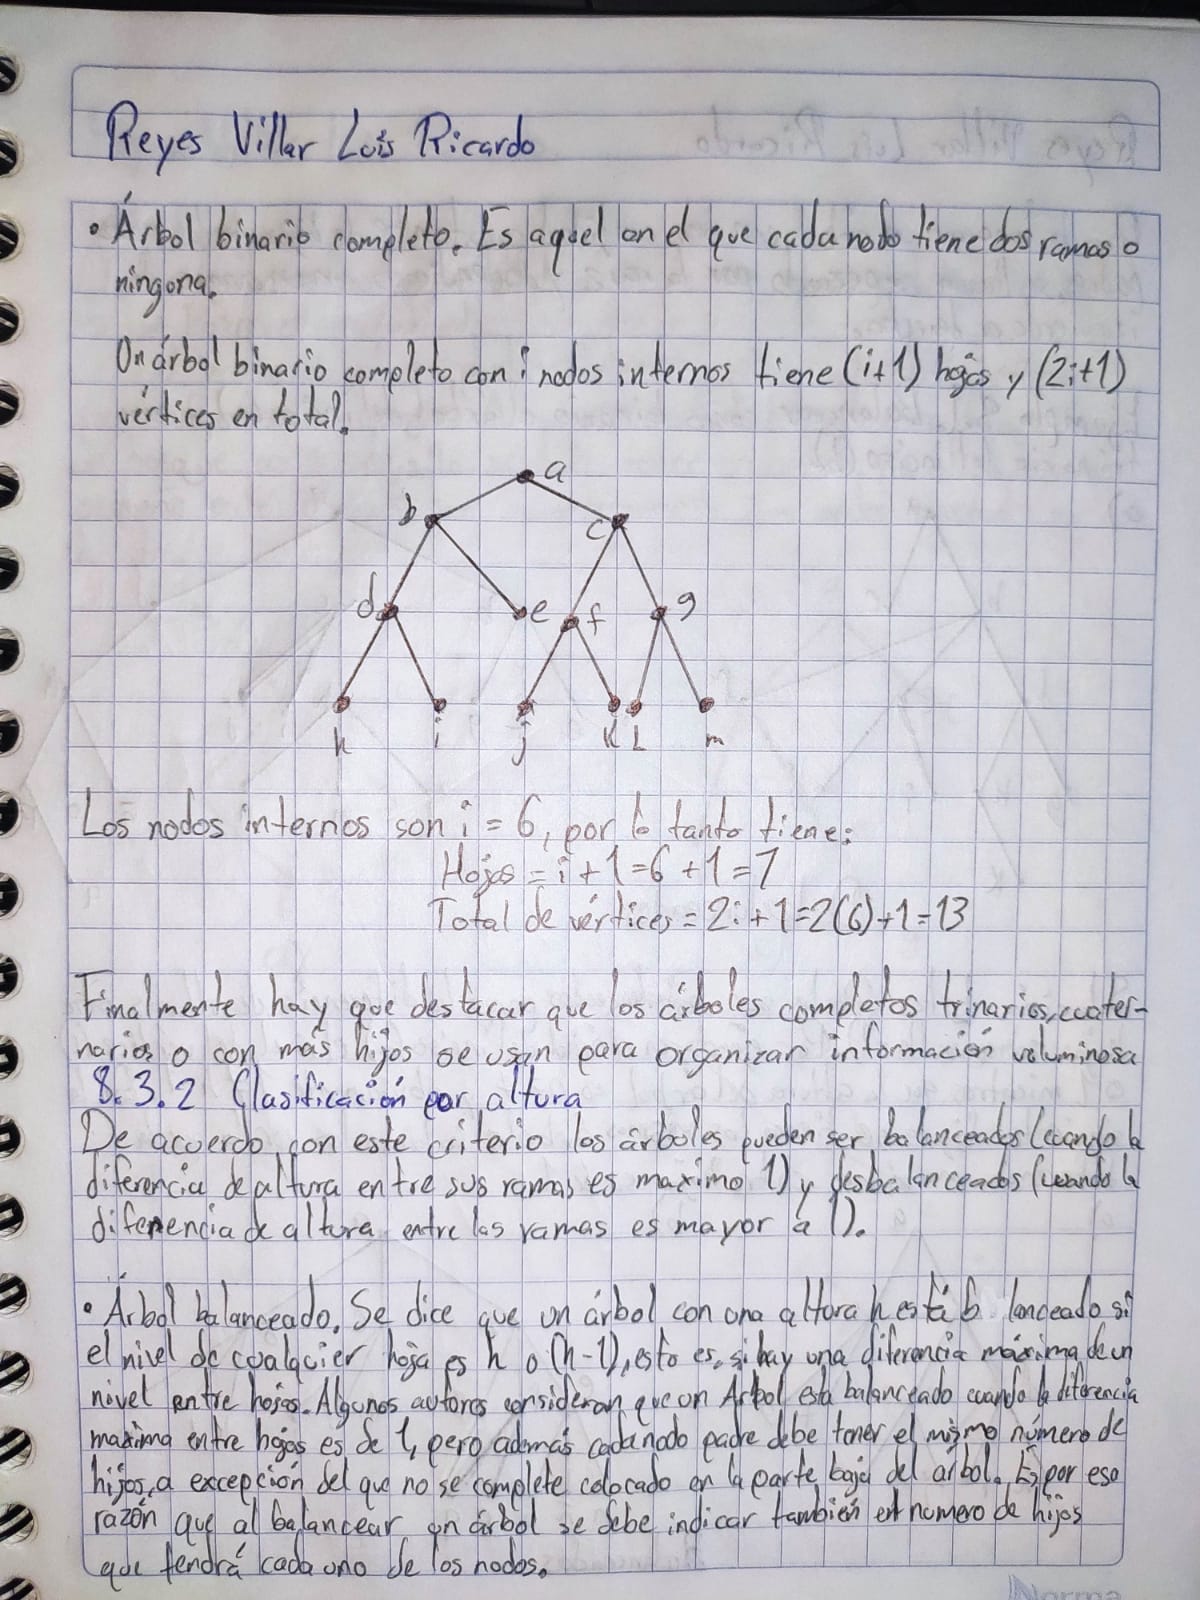 Reyes Villar Luis Ricardo
• Árbol binario completo. Es aquel en el que cada nodo tiene dos ramas o
ninguna.
Un árbol binario completo con i nodos internos tiene (i+1) hojas y (2i+1)
vértices en total.
a
b c
d e f g
h i j k L m
Los nodos internos son i = 6, por lo tanto tiene:
Hojas = i + 1 = 6 + 1 = 7
Total de vértices = 2i + 1 = 2(6) + 1 = 13
Finalmente hay que destacar que los árboles completos trinarios, cuater-
narios o con más hijos se usan para organizar información voluminosa
8.3.2 Clasificación por altura
De acuerdo con este criterio los árboles pueden ser balanceados (cuando la
diferencia de altura entre sus ramas es maximo 1) y desbalanceados (cuando la
diferencia de altura entre las ramas es mayor a 1).
• Árbol balanceado. Se dice que un árbol con una altura h está b lanceado si
el nivel de cualquier hoja es h o (h-1), esto es, si hay una diferencia máxima de un
nivel entre hojas. Algunos autores consideran que un Arbol esta balanceado cuando la diferencia
maxima entre hojas es de 1, pero además cada nodo padre debe tener el mismo número de
hijos, a excepción del que no se complete colocado en la parte baja del árbol. Es por eso
razón que al balancear un árbol se debe indicar también el numero de hijos
que tendrá cada uno de los nodos.
Norma